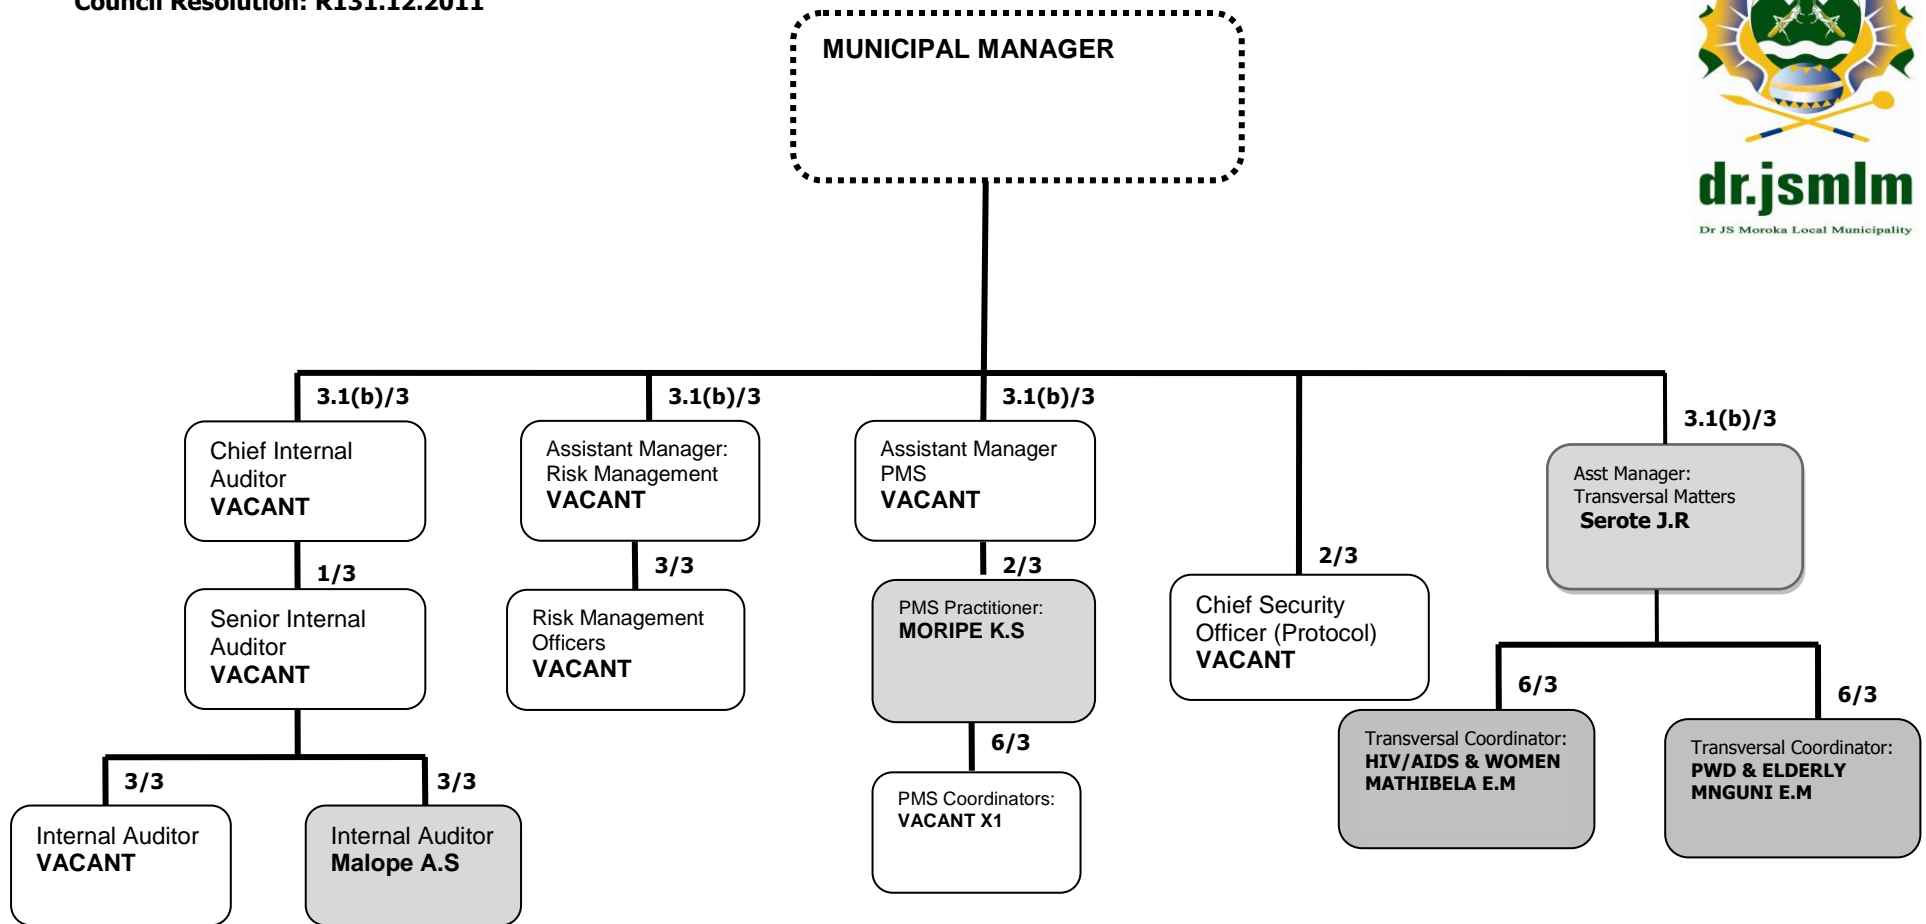 Council Resolution: R131.12.2011
MUNICIPAL MANAGER
dr.jsmlm
Dr JS Moroka Local Municipality
3.1(b)/3
3.1(b)/3
3.1(b)/3
3.1(b)/3
Chief Internal
Auditor
VACANT
Assistant Manager:
Risk Management
VACANT
Assistant Manager
PMS
VACANT
Asst Manager:
Transversal Matters
Serote J.R
1/3
3/3
2/3
2/3
Senior Internal
Auditor
VACANT
Risk Management
Officers
VACANT
PMS Practitioner:
MORIPE K.S
Chief Security
Officer (Protocol)
VACANT
6/3
6/3
6/3
3/3
3/3
Transversal Coordinator:
HIV/AIDS & WOMEN
MATHIBELA E.M
Transversal Coordinator:
PWD & ELDERLY
MNGUNI E.M
Internal Auditor
VACANT
Internal Auditor
Malope A.S
PMS Coordinators:
VACANT X1